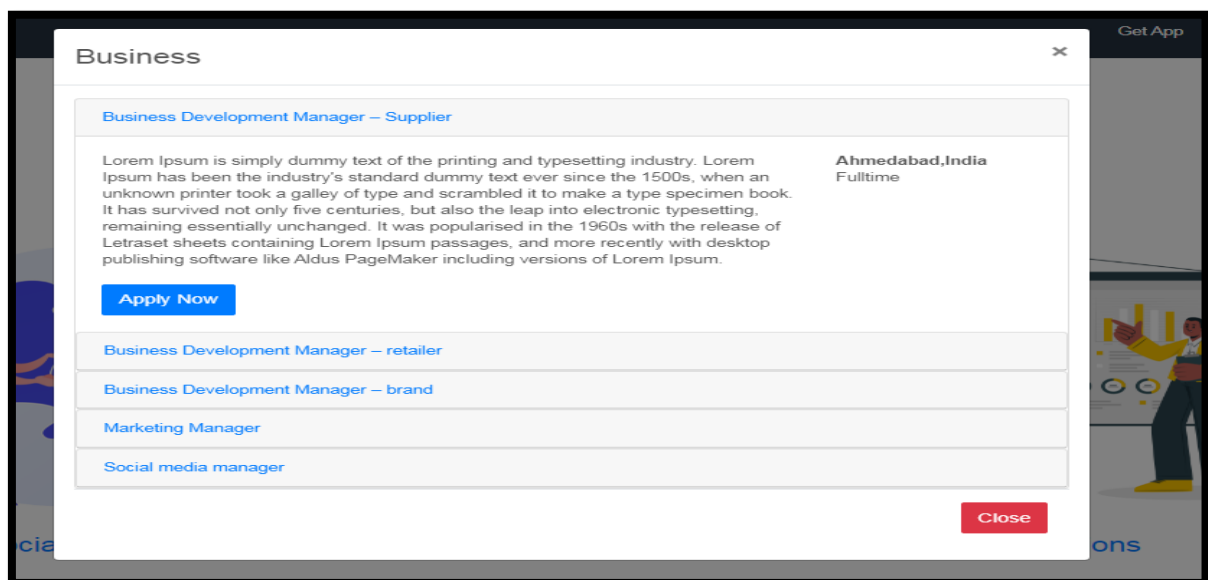 Get App
Business
×
Business Development Manager – Supplier
Lorem Ipsum is simply dummy text of the printing and typesetting industry. Lorem
Ipsum has been the industry's standard dummy text ever since the 1500s, when an
unknown printer took a galley of type and scrambled it to make a type specimen book.
It has survived not only five centuries, but also the leap into electronic typesetting,
remaining essentially unchanged. It was popularised in the 1960s with the release of
Letraset sheets containing Lorem Ipsum passages, and more recently with desktop
publishing software like Aldus PageMaker including versions of Lorem Ipsum.
Ahmedabad,India
Fulltime
Apply Now
Business Development Manager – retailer
Business Development Manager – brand
Marketing Manager
Social media manager
Close
cia
ons